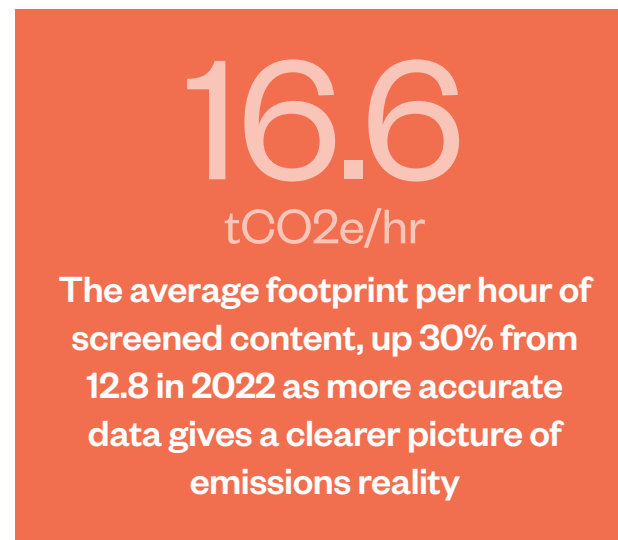 16.6
tCO2e/hr
The average footprint per hour of
screened content, up 30% from
12.8 in 2022 as more accurate
data gives a clearer picture of
emissions reality